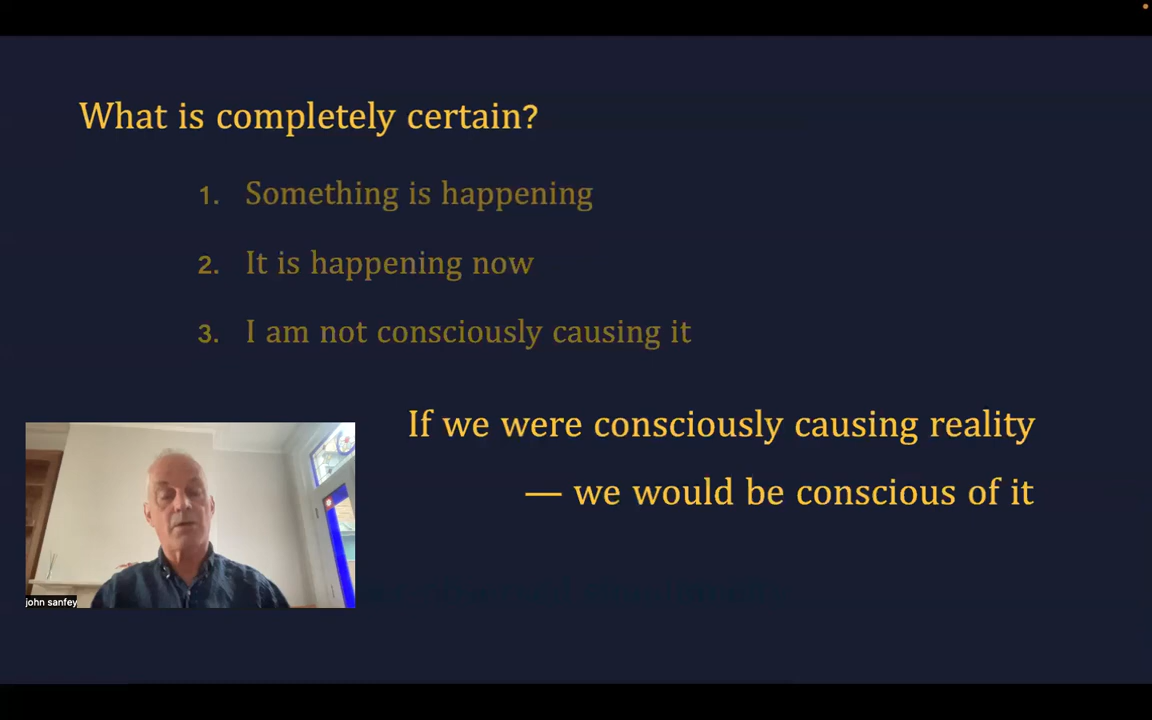 What is completely certain?
1. Something is happening
2. It is happening now
3. I am not consciously causing it
If we were consciously causing reality
— we would be conscious of it
john sanfey